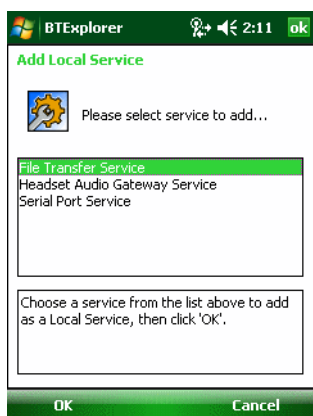 BTExplorer 2:11 ok
Add Local Service
Please select service to add...
File Transfer Service
Headset Audio Gateway Service
Serial Port Service
Choose a service from the list above to add
as a Local Service, then click 'OK'.
OK Cancel